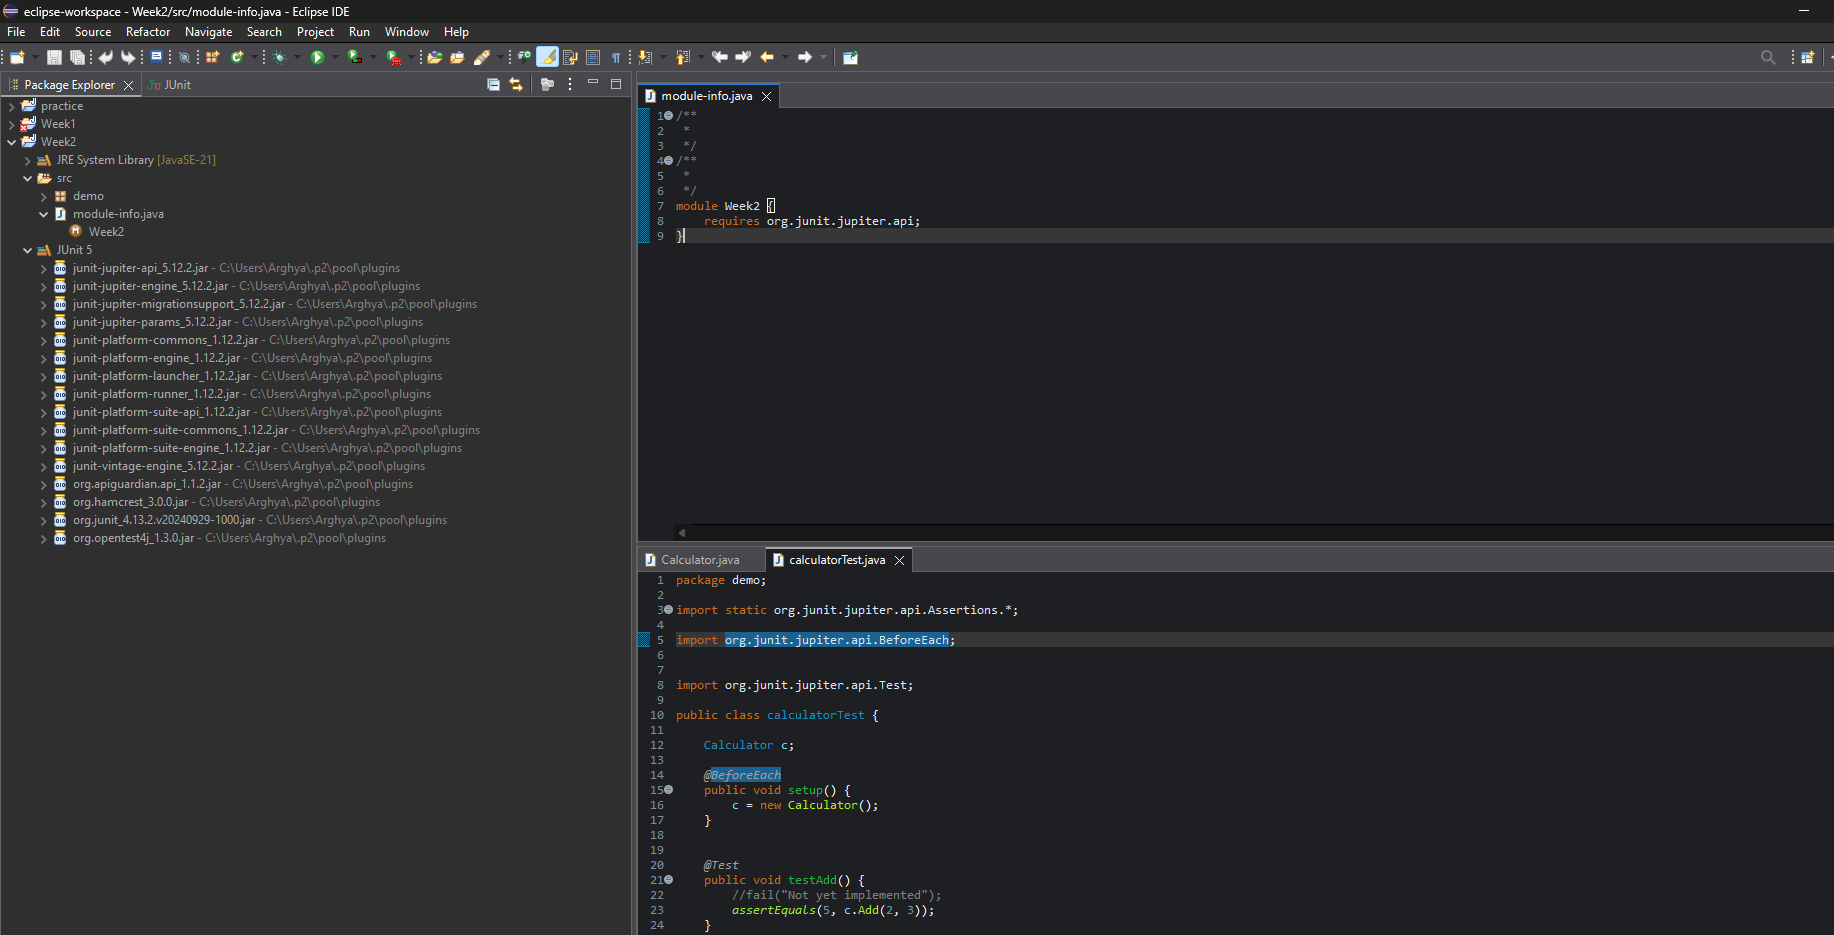 eclipse-workspace - Week2/src/module-info.java - Eclipse IDE
File Edit Source Refactor Navigate Search Project Run Window Help
Package Explorer JUnit
practice
Week1
Week2
JRE System Library [JavaSE-21]
src
demo
module-info.java
Week2
JUnit 5
junit-jupiter-api_5.12.2.jar - C:\Users\Arghya\.p2\pool\plugins
junit-jupiter-engine_5.12.2.jar - C:\Users\Arghya\.p2\pool\plugins
junit-jupiter-migrationsupport_5.12.2.jar - C:\Users\Arghya\.p2\pool\plugins
junit-jupiter-params_5.12.2.jar - C:\Users\Arghya\.p2\pool\plugins
junit-platform-commons_1.12.2.jar - C:\Users\Arghya\.p2\pool\plugins
junit-platform-engine_1.12.2.jar - C:\Users\Arghya\.p2\pool\plugins
junit-platform-launcher_1.12.2.jar - C:\Users\Arghya\.p2\pool\plugins
junit-platform-runner_1.12.2.jar - C:\Users\Arghya\.p2\pool\plugins
junit-platform-suite-api_1.12.2.jar - C:\Users\Arghya\.p2\pool\plugins
junit-platform-suite-commons_1.12.2.jar - C:\Users\Arghya\.p2\pool\plugins
junit-platform-suite-engine_1.12.2.jar - C:\Users\Arghya\.p2\pool\plugins
junit-vintage-engine_5.12.2.jar - C:\Users\Arghya\.p2\pool\plugins
org.apiguardian.api_1.1.2.jar - C:\Users\Arghya\.p2\pool\plugins
org.hamcrest_3.0.0.jar - C:\Users\Arghya\.p2\pool\plugins
org.junit_4.13.2.v20240929-1000.jar - C:\Users\Arghya\.p2\pool\plugins
org.opentest4j_1.3.0.jar - C:\Users\Arghya\.p2\pool\plugins
module-info.java
1 /**
2 *
3 */
4 /**
5 *
6 */
7 module Week2 {
8 requires org.junit.jupiter.api;
9 }
Calculator.java calculatorTest.java
1 package demo;
2
3 import static org.junit.jupiter.api.Assertions.*;
4
5 import org.junit.jupiter.api.BeforeEach;
6
7
8 import org.junit.jupiter.api.Test;
9
10 public class calculatorTest {
11
12 Calculator c;
13
14 @BeforeEach
15 public void setup() {
16 c = new Calculator();
17 }
18
19
20 @Test
21 public void testAdd() {
22 //fail("Not yet implemented");
23 assertEquals(5, c.Add(2, 3));
24 }